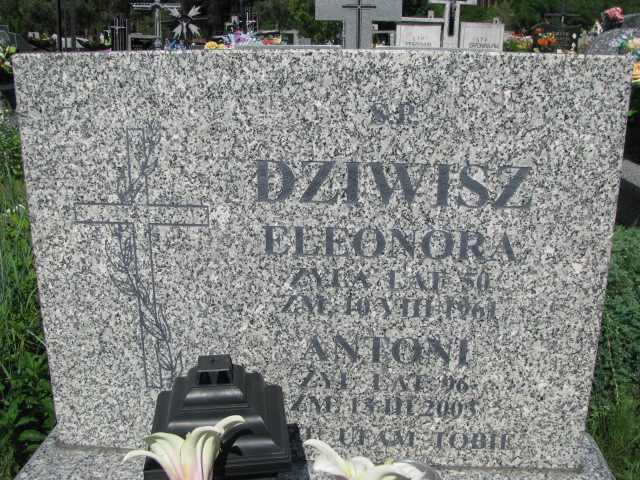 Ś.P.
DZIWISZ
ELEONORA
ŻYŁA LAT 50
ZM. 10 VIII 1961
ANTONI
ŻYŁ LAT 96
ZM. 13 III 2003
UFAM TOBIE